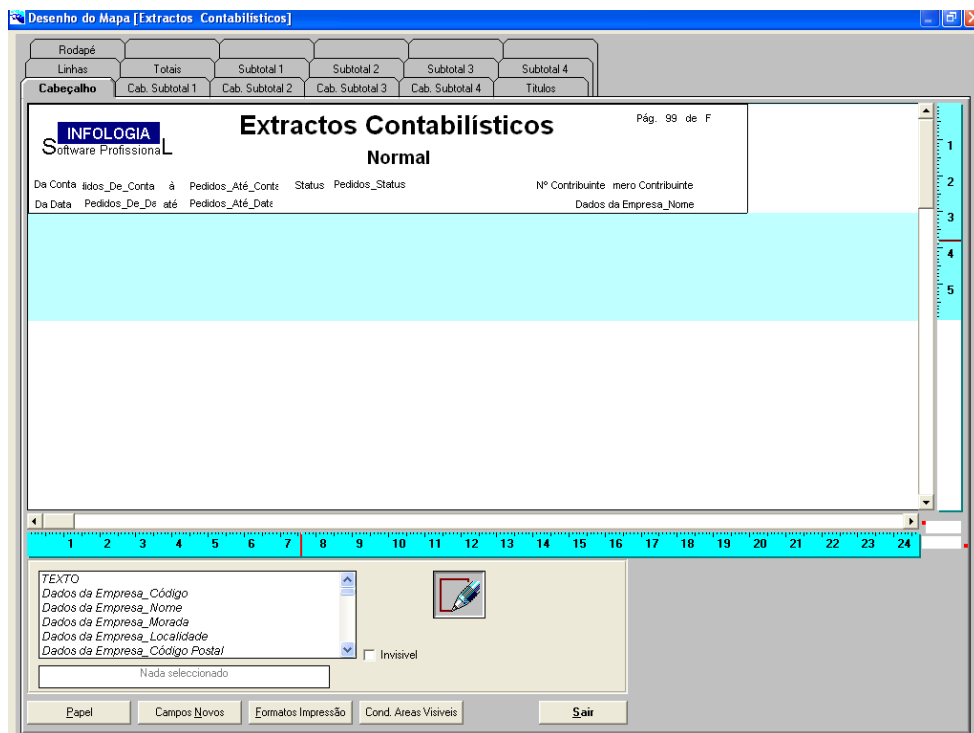 Desenho do Mapa [Extractos Contabilísticos]
Rodapé
Linhas Totais Subtotal 1 Subtotal 2 Subtotal 3 Subtotal 4
Cabeçalho Cab. Subtotal 1 Cab. Subtotal 2 Cab. Subtotal 3 Cab. Subtotal 4 Titulos
INFOLOGIA
Software ProfissionaL
Extractos Contabilísticos
Pág. 99 de F
Normal
Da Conta didos_De_Conta à Pedidos_Até_Conta Status Pedidos_Status Nº Contribuinte mero Contribuinte
Da Data Pedidos_De_Da até Pedidos_Até_Data Dados da Empresa_Nome
1
2
3
4
5
1 2 3 4 5 6 7 8 9 10 11 12 13 14 15 16 17 18 19 20 21 22 23 24
TEXTO
Dados da Empresa_Código
Dados da Empresa_Nome
Dados da Empresa_Morada
Dados da Empresa_Localidade
Dados da Empresa_Código Postal
Invisivel
Nada seleccionado
Papel Campos Novos Formatos Impressão Cond. Areas Visiveis Sair